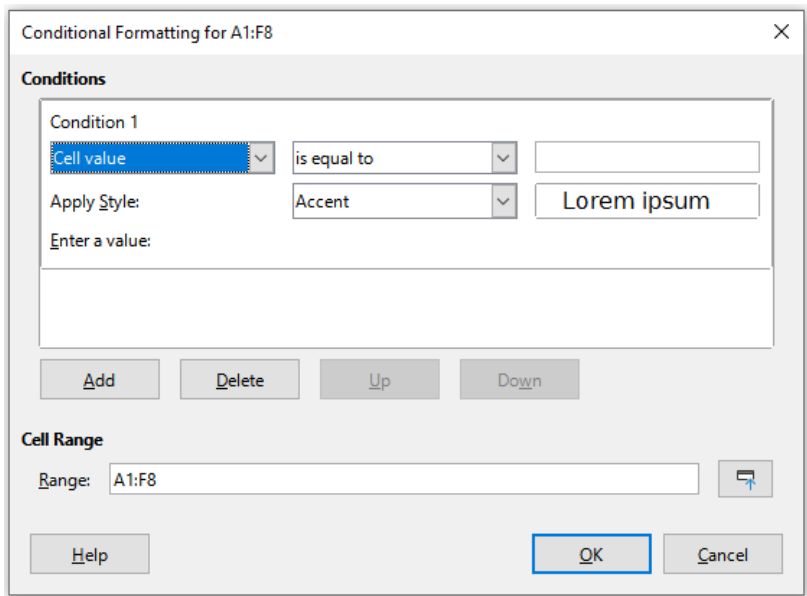 Conditional Formatting for A1:F8
Conditions
Condition 1
Cell value is equal to
Apply Style: Accent Lorem ipsum
Enter a value:
Add Delete Up Down
Cell Range
Range: A1:F8
Help OK Cancel